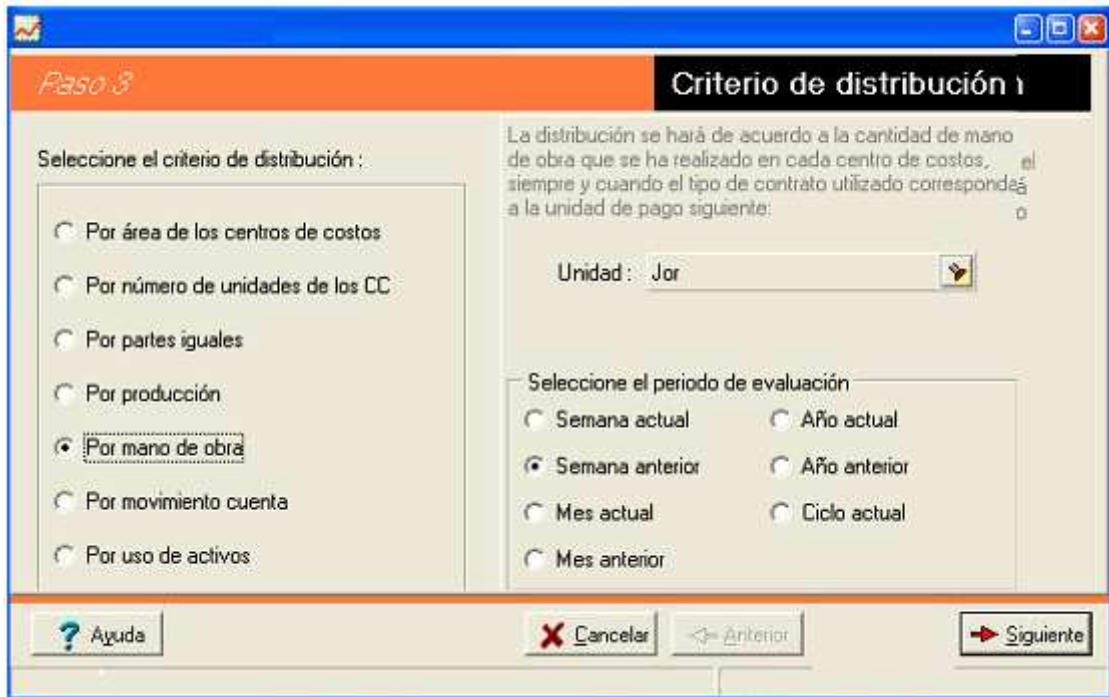 Paso 3
Criterio de distribución
Seleccione el criterio de distribución :
Por área de los centros de costos
Por número de unidades de los CC
Por partes iguales
Por producción
Por mano de obra
Por movimiento cuenta
Por uso de activos
La distribución se hará de acuerdo a la cantidad de mano
de obra que se ha realizado en cada centro de costos, el
siempre y cuando el tipo de contrato utilizado corresponda á
a la unidad de pago siguiente: o
Unidad : Jor
Seleccione el periodo de evaluación
Semana actual
Semana anterior
Mes actual
Mes anterior
Año actual
Año anterior
Ciclo actual
? Ayuda
Cancelar
Anterior
Siguiente